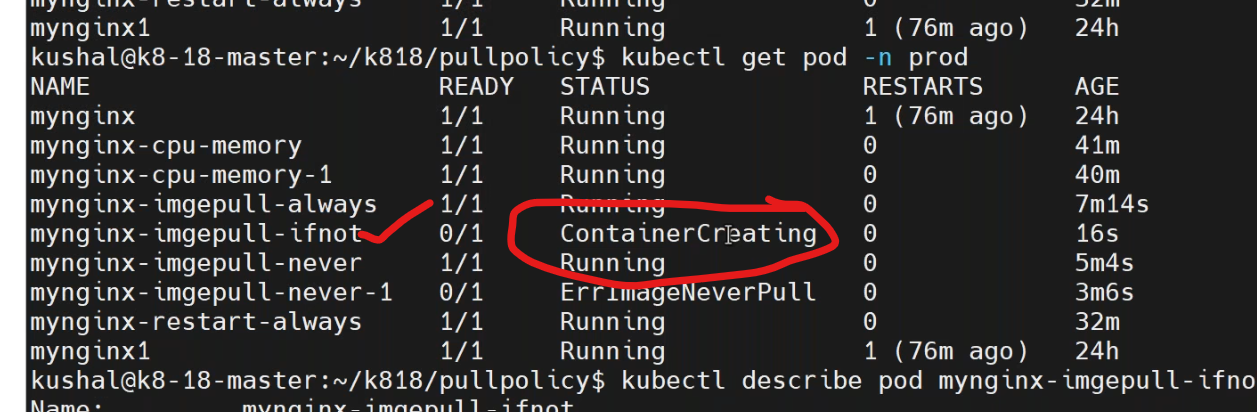 mynginx-restart-always 1/1 Running 0 32m
mynginx1 1/1 Running 1 (76m ago) 24h
kushal@k8-18-master:~/k818/pullpolicy$ kubectl get pod -n prod
NAME READY STATUS RESTARTS AGE
mynginx 1/1 Running 1 (76m ago) 24h
mynginx-cpu-memory 1/1 Running 0 41m
mynginx-cpu-memory-1 1/1 Running 0 40m
mynginx-imgepull-always 1/1 Running 0 7m14s
mynginx-imgepull-ifnot 0/1 ContainerCreating 0 16s
mynginx-imgepull-never 1/1 Running 0 5m4s
mynginx-imgepull-never-1 0/1 ErrImageNeverPull 0 3m6s
mynginx-restart-always 1/1 Running 0 32m
mynginx1 1/1 Running 1 (76m ago) 24h
kushal@k8-18-master:~/k818/pullpolicy$ kubectl describe pod mynginx-imgepull-ifno
Name: mynginx-imgepull-ifnot